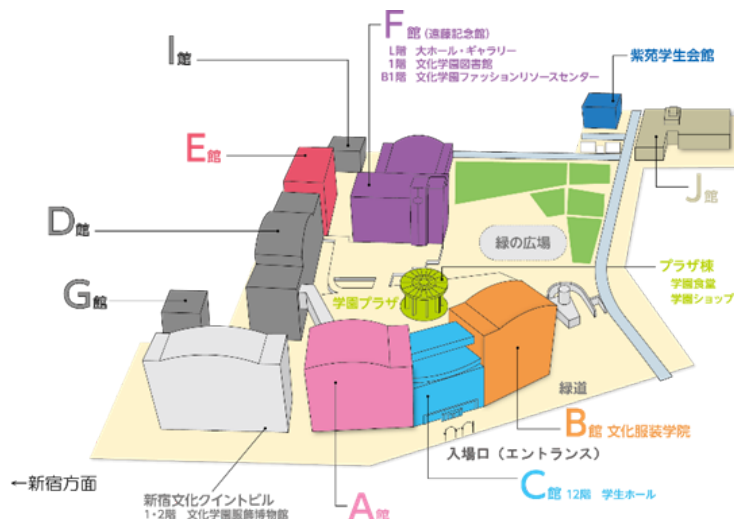 F館（遠藤記念館）
L階 大ホール・ギャラリー
1階 文化学園図書館
B1階 文化学園ファッションリソースセンター
I館
紫苑学生会館
E館
J館
D館
緑の広場
G館
プラザ棟
学園食堂
学園ショップ
学園プラザ
緑道
B館 文化服装学院
入場口（エントランス）
←新宿方面
C館 12階 学生ホール
新宿文化クイントビル
1・2階 文化学園服飾博物館
A館